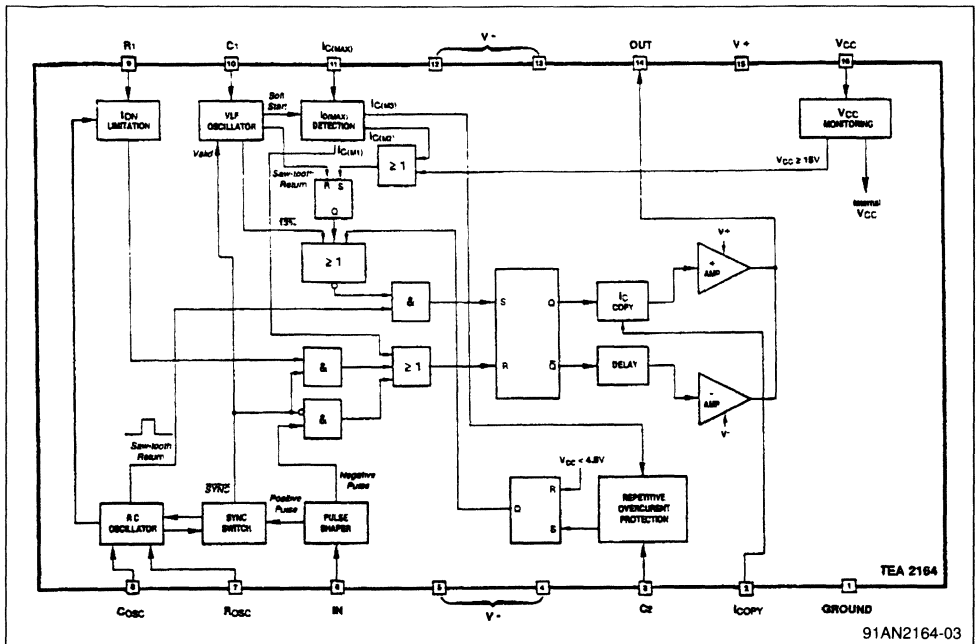 R1 C1 IC(MAX) V - OUT V + VCC
9 10 11 12 13 14 15 16
ION LIMITATION
VLF OSCILLATOR
Soft Start
IC(MAX) DETECTION
IC(M3)
IC(M2)
IC(M1)
VCC MONITORING
Valid
≥ 1
VCC ≥ 15V
Saw-tooth Return
R S
Q
Internal VCC
≥ 1
V+
+ AMP
&
S Q
IC COPY
&
≥ 1
R Q̅
DELAY
- AMP
V-
&
Saw-tooth Return
Negative Pulse
VCC < 4.8V
SYNC
Positive Pulse
R
Q
S
REPETITIVE OVERCURENT PROTECTION
RC OSCILLATOR
SYNC SWITCH
PULSE SHAPER
TEA 2164
8 7 6 5 4 3 2 1
COSC ROSC IN V - C2 ICOPY GROUND
91AN2164-03